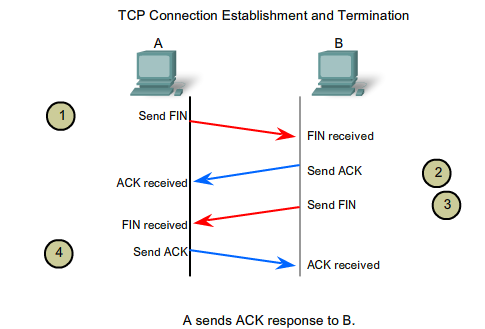 TCP Connection Establishment and Termination
A B
1 Send FIN
FIN received
Send ACK 2
ACK received
Send FIN 3
FIN received
4 Send ACK
ACK received
A sends ACK response to B.